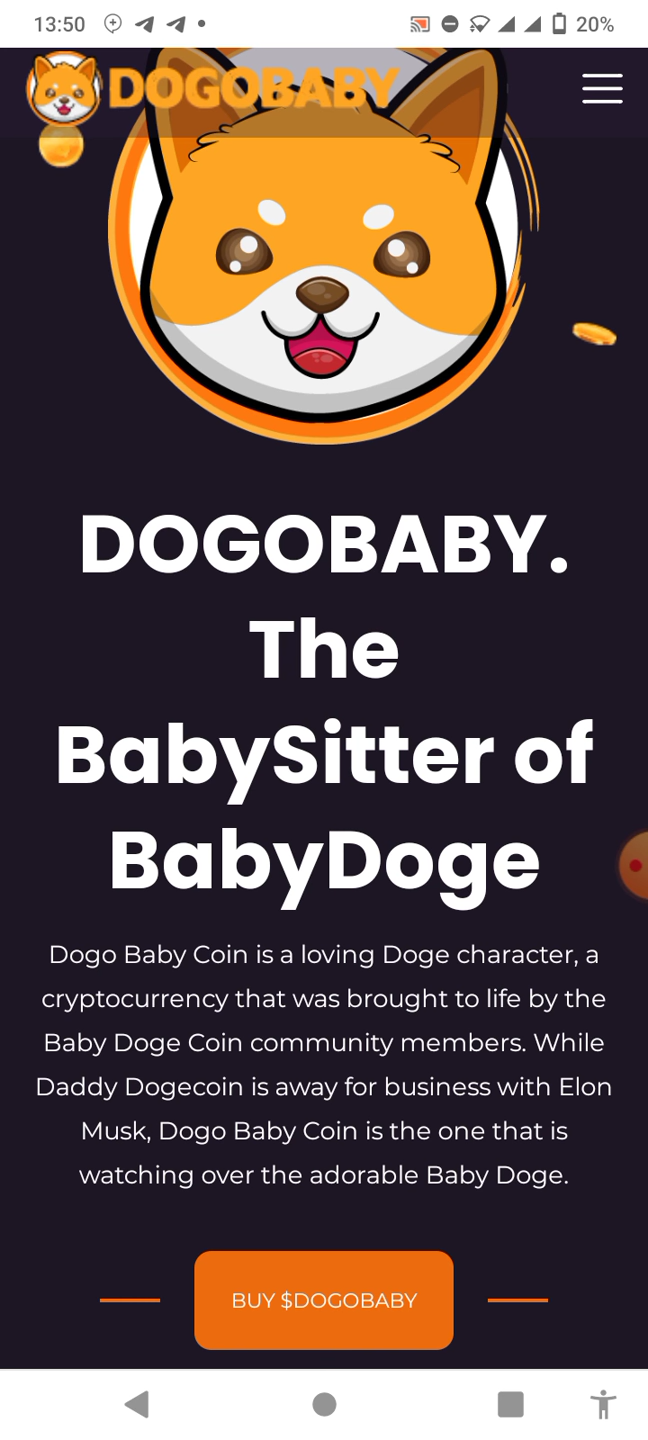 13:50
20%
DOGOBABY
DOGOBABY.
The
BabySitter of
BabyDoge
Dogo Baby Coin is a loving Doge character, a
cryptocurrency that was brought to life by the
Baby Doge Coin community members. While
Daddy Dogecoin is away for business with Elon
Musk, Dogo Baby Coin is the one that is
watching over the adorable Baby Doge.
BUY $DOGOBABY